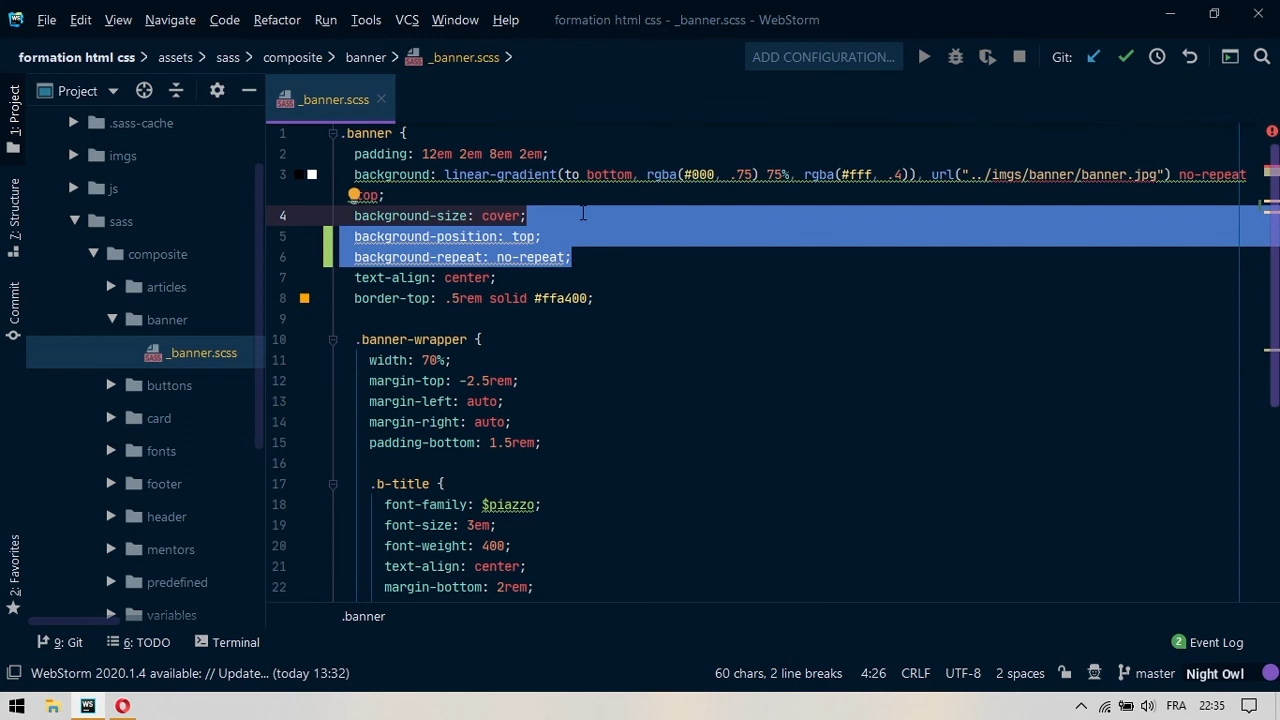 WS File Edit View Navigate Code Refactor Run Tools VCS Window Help formation html css - _banner.scss - WebStorm
formation html css assets sass composite banner _banner.scss ADD CONFIGURATION... Git:
1: Project
Project
SASS _banner.scss
.sass-cache
imgs
js
sass
composite
articles
banner
_banner.scss
buttons
card
fonts
footer
header
mentors
predefined
variables
7: Structure
Commit
2: Favorites
1 .banner {
2 padding: 12em 2em 8em 2em;
3 background: linear-gradient(to bottom, rgba(#000, .75) 75%, rgba(#fff, .4)), url("../imgs/banner/banner.jpg") no-repeat
top;
4 background-size: cover;
5 background-position: top;
6 background-repeat: no-repeat;
7 text-align: center;
8 border-top: .5rem solid #ffa400;
9
10 .banner-wrapper {
11 width: 70%;
12 margin-top: -2.5rem;
13 margin-left: auto;
14 margin-right: auto;
15 padding-bottom: 1.5rem;
16
17 .b-title {
18 font-family: $piazzo;
19 font-size: 3em;
20 font-weight: 400;
21 text-align: center;
22 margin-bottom: 2rem;
.banner
9: Git 6: TODO Terminal 2 Event Log
WebStorm 2020.1.4 available: // Update... (today 13:32) 60 chars, 2 line breaks 4:26 CRLF UTF-8 2 spaces master Night Owl
WS FRA 22:35